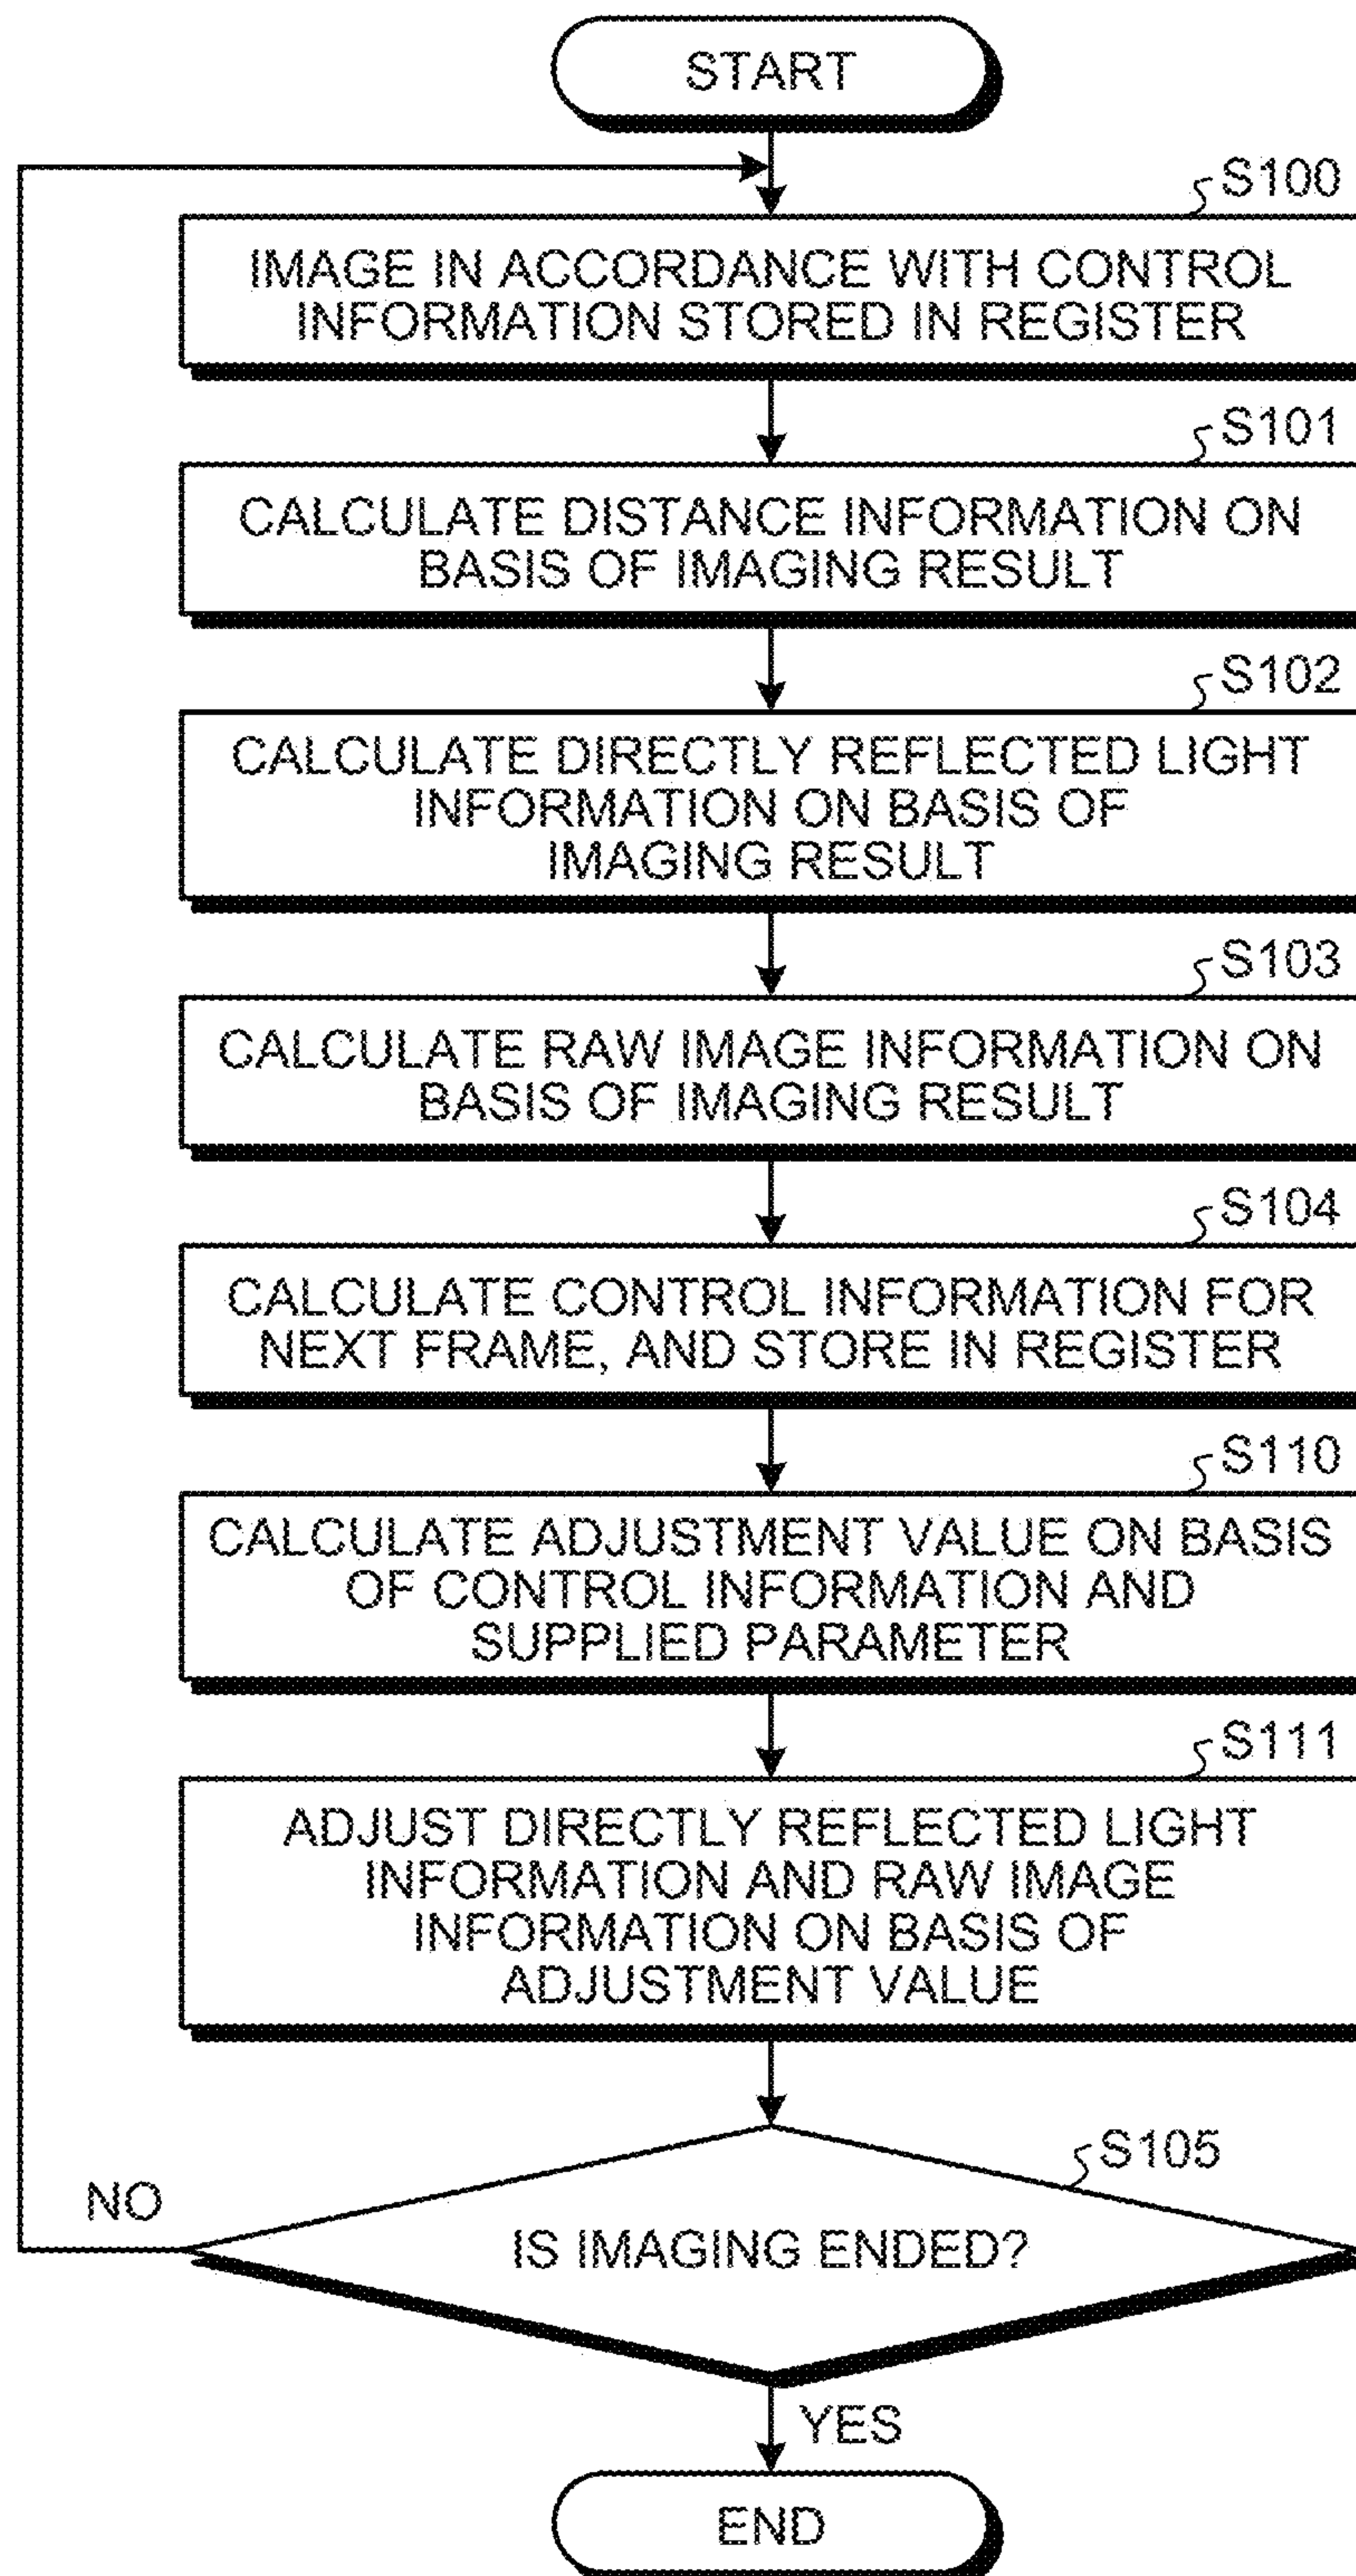 START
S100
IMAGE IN ACCORDANCE WITH CONTROL
INFORMATION STORED IN REGISTER
S101
CALCULATE DISTANCE INFORMATION ON
BASIS OF IMAGING RESULT
S102
CALCULATE DIRECTLY REFLECTED LIGHT
INFORMATION ON BASIS OF
IMAGING RESULT
S103
CALCULATE RAW IMAGE INFORMATION ON
BASIS OF IMAGING RESULT
S104
CALCULATE CONTROL INFORMATION FOR
NEXT FRAME, AND STORE IN REGISTER
S110
CALCULATE ADJUSTMENT VALUE ON BASIS
OF CONTROL INFORMATION AND
SUPPLIED PARAMETER
S111
ADJUST DIRECTLY REFLECTED LIGHT
INFORMATION AND RAW IMAGE
INFORMATION ON BASIS OF
ADJUSTMENT VALUE
S105
NO
IS IMAGING ENDED?
YES
END